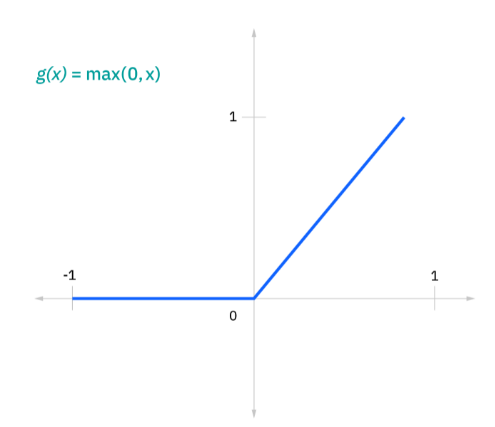 g(x) = max(0, x)
1
-1
1
0